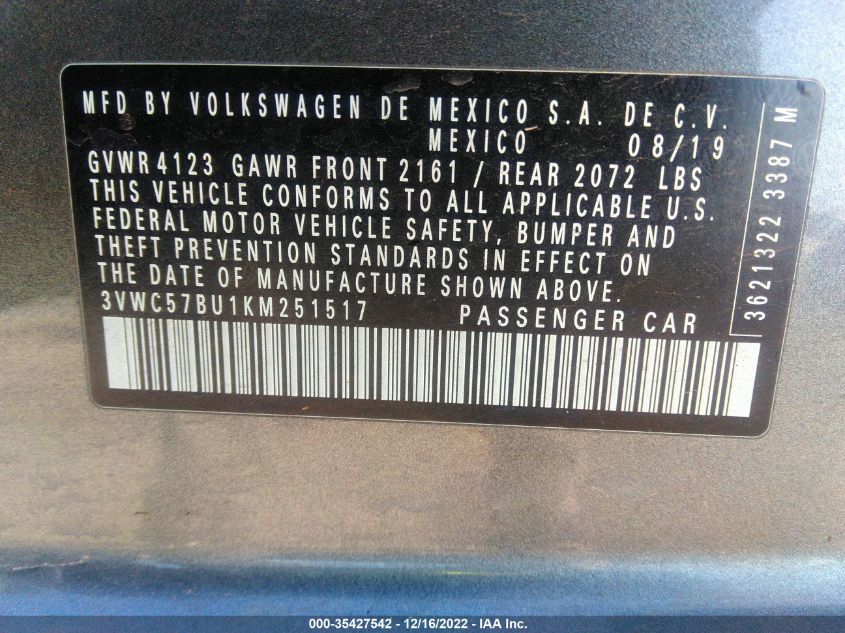 MFD BY VOLKSWAGEN DE MEXICO S.A. DE C.V.
MEXICO 08/19
GVWR 4123 GAWR FRONT 2161 / REAR 2072 LBS
THIS VEHICLE CONFORMS TO ALL APPLICABLE U.S.
FEDERAL MOTOR VEHICLE SAFETY, BUMPER AND
THEFT PREVENTION STANDARDS IN EFFECT ON
THE DATE OF MANUFACTURE SHOWN ABOVE.
3VWC57BU1KM251517 PASSENGER CAR
3621322 3387 M
000-35427542 - 12/16/2022 - IAA Inc.